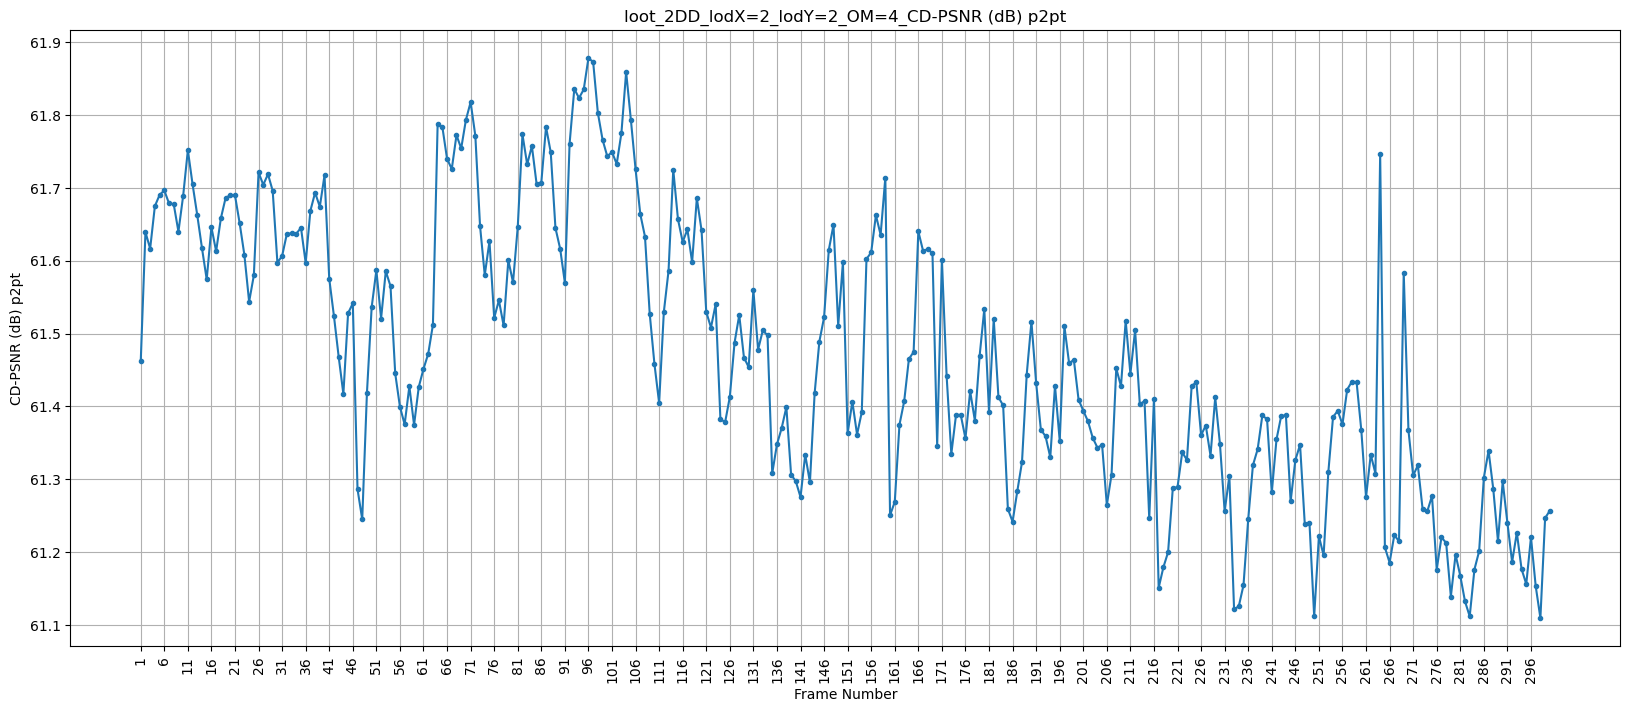 loot_2DD_lodX=2_lodY=2_OM=4_CD-PSNR (dB) p2pt
CD-PSNR (dB) p2pt
61.9
61.8
61.7
61.6
61.5
61.4
61.3
61.2
61.1
1 6 11 16 21 26 31 36 41 46 51 56 61 66 71 76 81 86 91 96 101 106 111 116 121 126 131 136 141 146 151 156 161 166 171 176 181 186 191 196 201 206 211 216 221 226 231 236 241 246 251 256 261 266 271 276 281 286 291 296
Frame Number